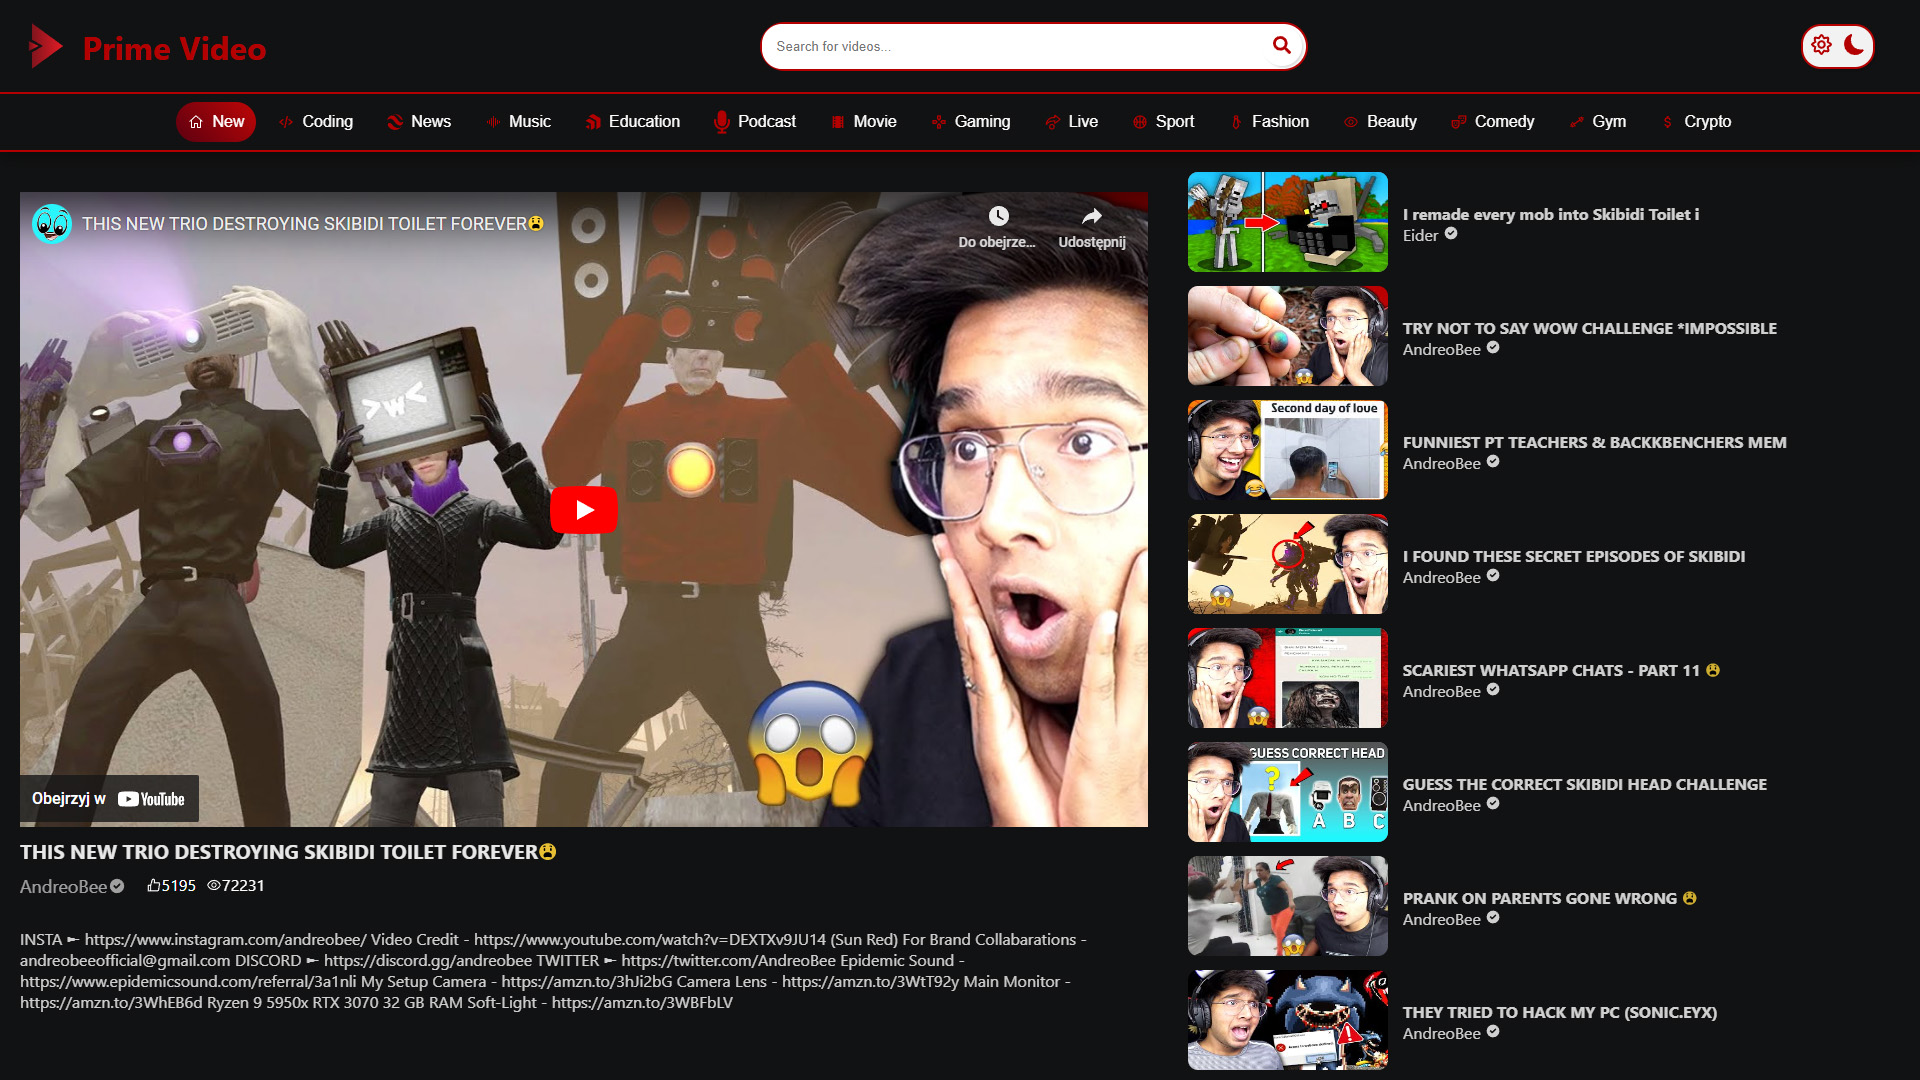 Prime Video
Search for videos...
New
Coding
News
Music
Education
Podcast
Movie
Gaming
Live
Sport
Fashion
Beauty
Comedy
Gym
Crypto
THIS NEW TRIO DESTROYING SKIBIDI TOILET FOREVER😫
Do obejrze...
Udostępnij
>w<
Obejrzyj w YouTube
THIS NEW TRIO DESTROYING SKIBIDI TOILET FOREVER😫
AndreoBee
5195
72231
INSTA ► https://www.instagram.com/andreobee/ Video Credit - https://www.youtube.com/watch?v=DEXTXv9JU14 (Sun Red) For Brand Collabarations -
andreobeeofficial@gmail.com DISCORD ► https://discord.gg/andreobee TWITTER ► https://twitter.com/AndreoBee Epidemic Sound -
https://www.epidemicsound.com/referral/3a1nli My Setup Camera - https://amzn.to/3hJi2bG Camera Lens - https://amzn.to/3WtT92y Main Monitor -
https://amzn.to/3WhEB6d Ryzen 9 5950x RTX 3070 32 GB RAM Soft-Light - https://amzn.to/3WBFbLV
I remade every mob into Skibidi Toilet i
Eider
TRY NOT TO SAY WOW CHALLENGE *IMPOSSIBLE
AndreoBee
Second day of love
FUNNIEST PT TEACHERS & BACKKBENCHERS MEM
AndreoBee
I FOUND THESE SECRET EPISODES OF SKIBIDI
AndreoBee
SCARIEST WHATSAPP CHATS - PART 11 😫
AndreoBee
GUESS CORRECT HEAD
?
A B C
GUESS THE CORRECT SKIBIDI HEAD CHALLENGE
AndreoBee
PRANK ON PARENTS GONE WRONG 😫
AndreoBee
THEY TRIED TO HACK MY PC (SONIC.EYX)
AndreoBee